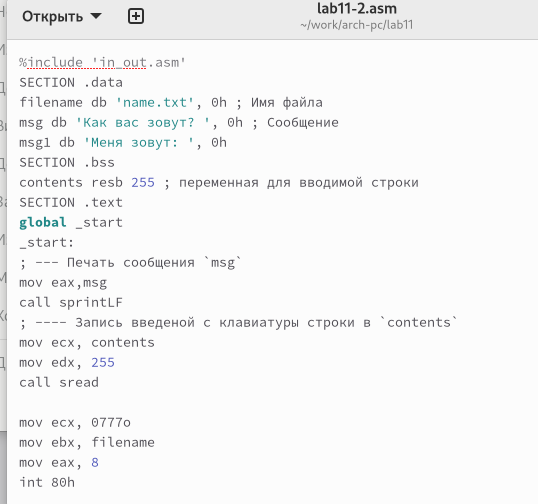 Открыть
lab11-2.asm
~/work/arch-pc/lab11
%include 'in_out.asm'
SECTION .data
filename db 'name.txt', 0h ; Имя файла
msg db 'Как вас зовут? ', 0h ; Сообщение
msg1 db 'Меня зовут: ', 0h
SECTION .bss
contents resb 255 ; переменная для вводимой строки
SECTION .text
global _start
_start:
; --- Печать сообщения `msg`
mov eax,msg
call sprintLF
; ---- Запись введеной с клавиатуры строки в `contents`
mov ecx, contents
mov edx, 255
call sread
mov ecx, 0777o
mov ebx, filename
mov eax, 8
int 80h